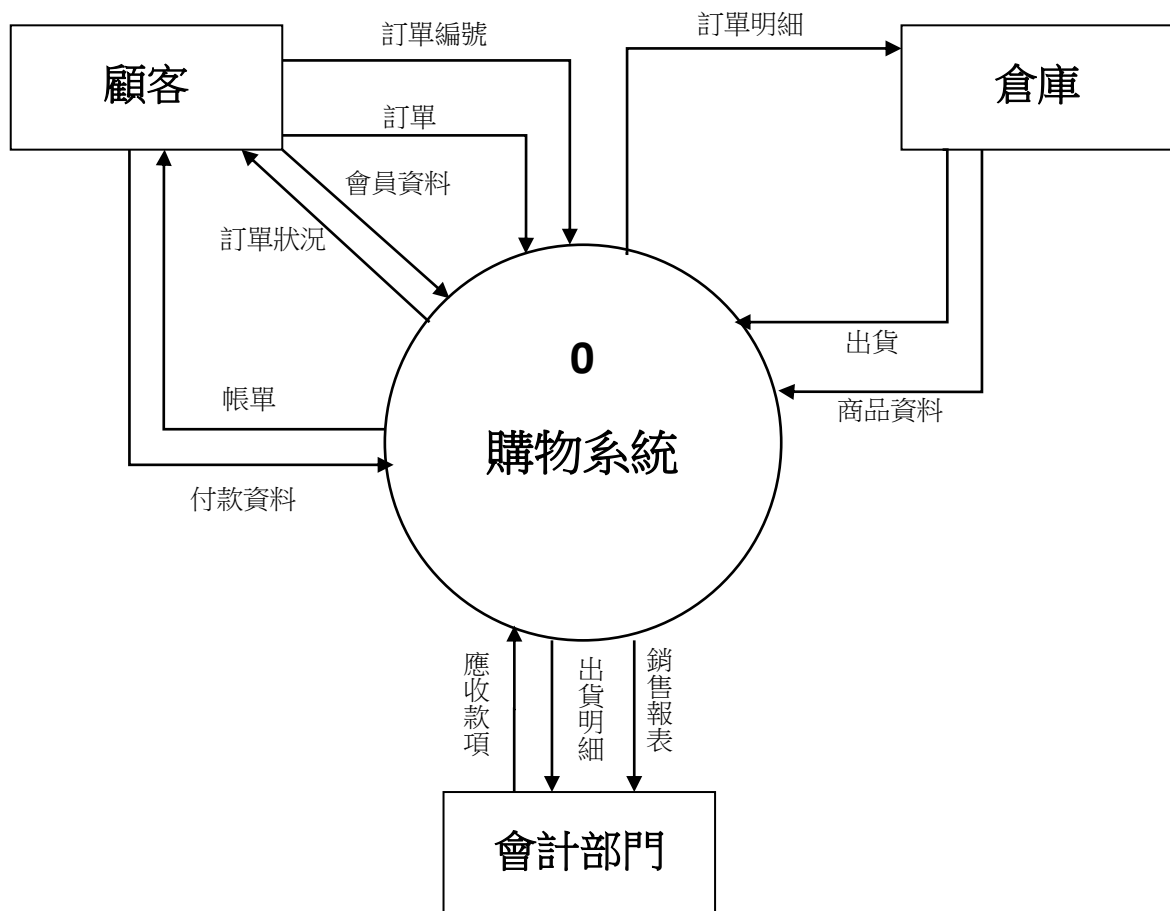 訂單編號
訂單明細
顧客
倉庫
訂單
會員資料
訂單狀況
出貨
0
帳單
商品資料
購物系統
付款資料
應收款項
出貨明細
銷售報表
會計部門